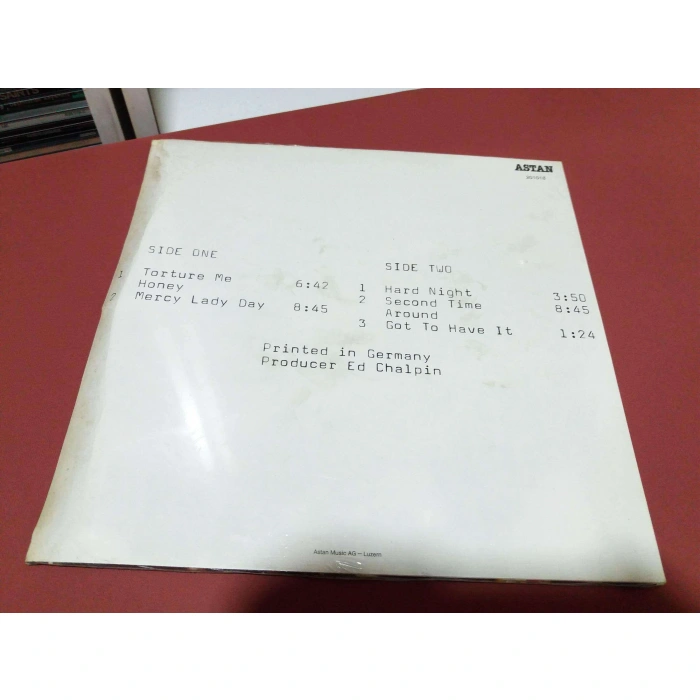 ASTAN
SIDE ONE
1 Torture Me
Honey 6:42
2 Mercy Lady Day 8:45
SIDE TWO
1 Hard Night 3:50
2 Second Time 8:45
Around
3 Got To Have It 1:24
Printed in Germany
Producer Ed Chalpin
Astan Music AG — Luzern